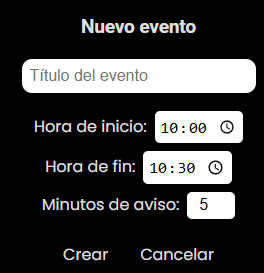 Nuevo evento
Título del evento
Hora de inicio: 10:00
Hora de fin: 10:30
Minutos de aviso: 5
Crear Cancelar